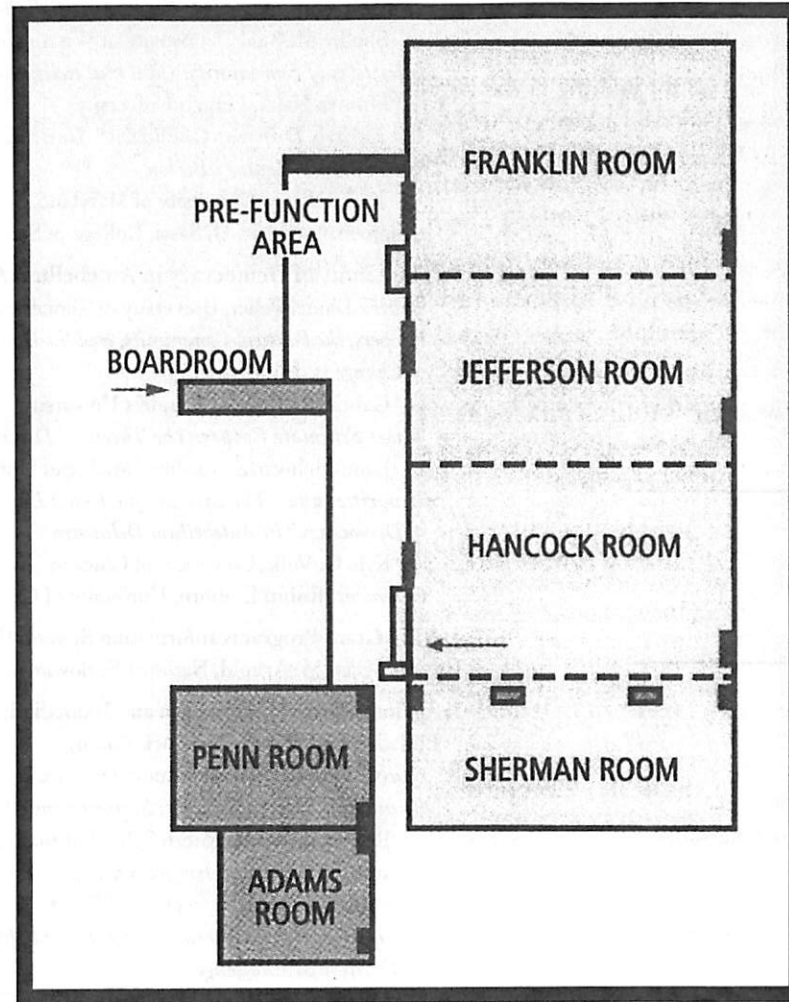 FRANKLIN ROOM
PRE-FUNCTION
AREA
BOARDROOM
JEFFERSON ROOM
HANCOCK ROOM
PENN ROOM
SHERMAN ROOM
ADAMS
ROOM